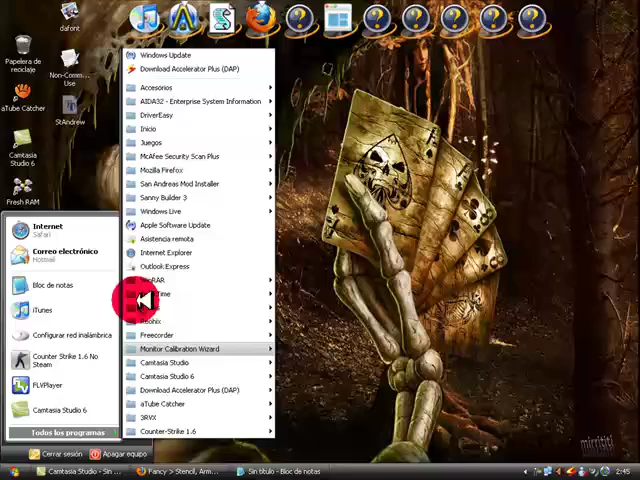 dafont
Papelera de
reciclaje
Non-Comm...
Use
aTube Catcher
StAndrew
Camtasia
Studio 6
Fresh RAM
Internet
Safari
Correo electrónico
Hotmail
Bloc de notas
iTunes
Configurar red inalámbrica
Counter Strike 1.6 No
Steam
FLVPlayer
Camtasia Studio 6
Todos los programas
Cerrar sesión
Apagar equipo
Windows Update
Download Accelerator Plus (DAP)
Accesorios
AIDA32 - Enterprise System Information
DriverEasy
Inicio
Juegos
McAfee Security Scan Plus
Mozilla Firefox
San Andreas Mod Installer
Sanny Builder 3
Windows Live
Apple Software Update
Asistencia remota
Internet Explorer
Outlook Express
Freecorder
Monitor Calibration Wizard
Camtasia Studio
Camtasia Studio 6
Download Accelerator Plus (DAP)
aTube Catcher
3RVX
Counter-Strike 1.6
mirrititi
Camtasia Studio - Sin ...
Fancy > Stencil, Arm...
Sin título - Bloc de notas
2:45